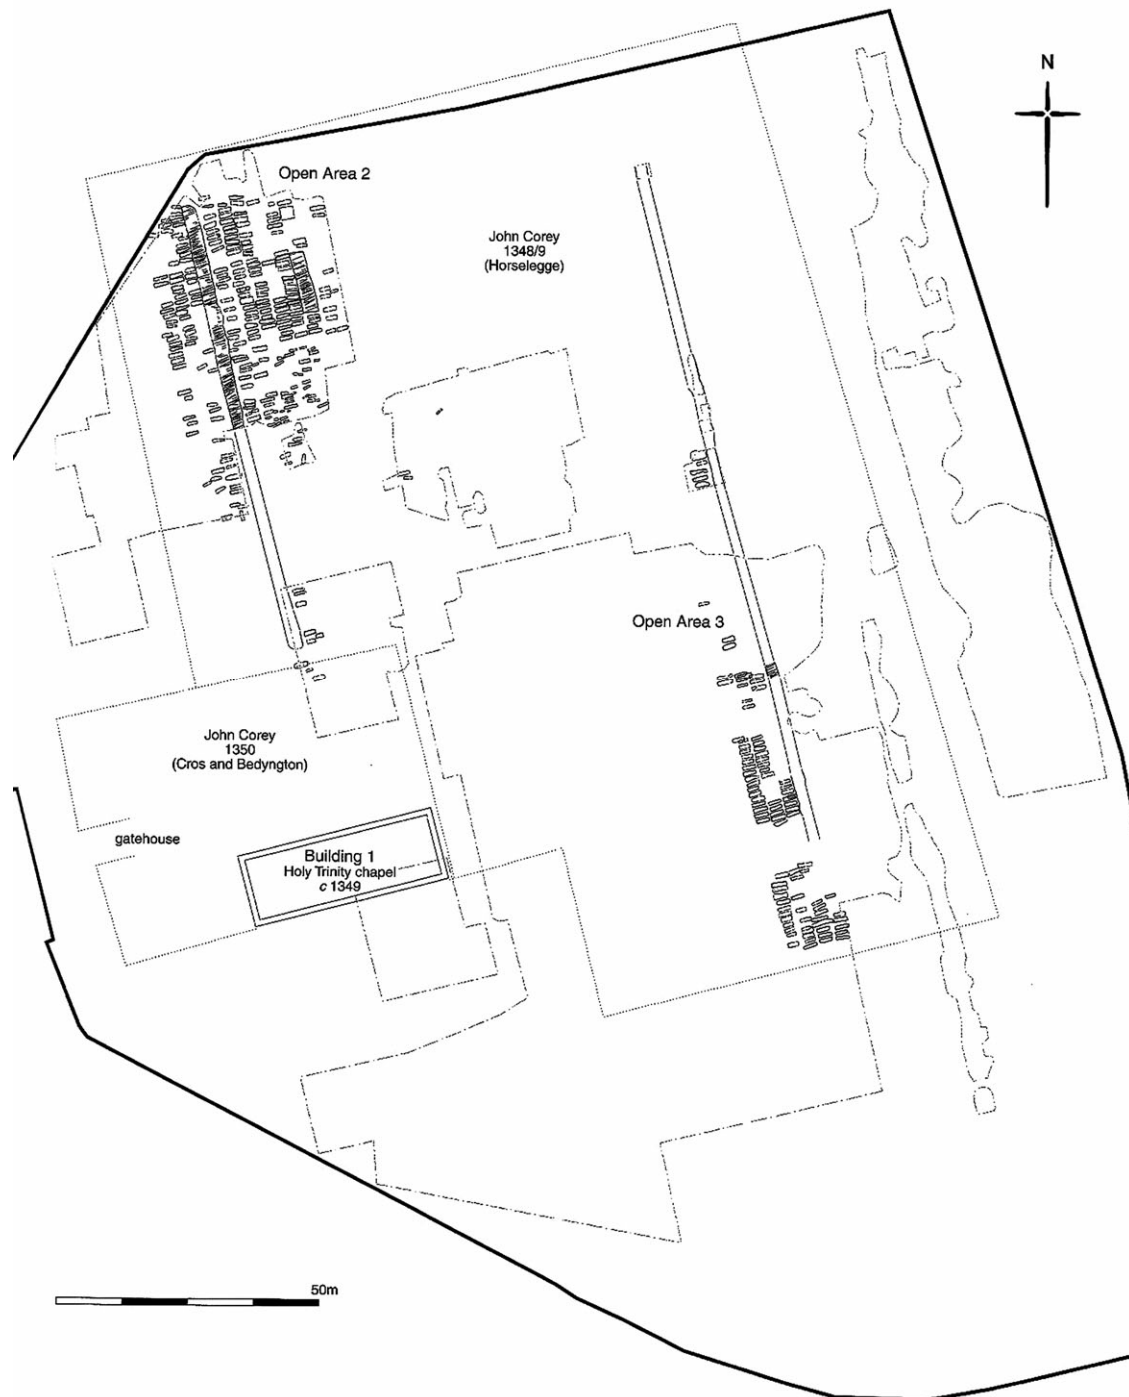 N
Open Area 2
John Corey
1348/9
(Horselegge)
Open Area 3
John Corey
1350
(Cros and Bedyngton)
gatehouse
Building 1
Holy Trinity chapel
c 1349
50m